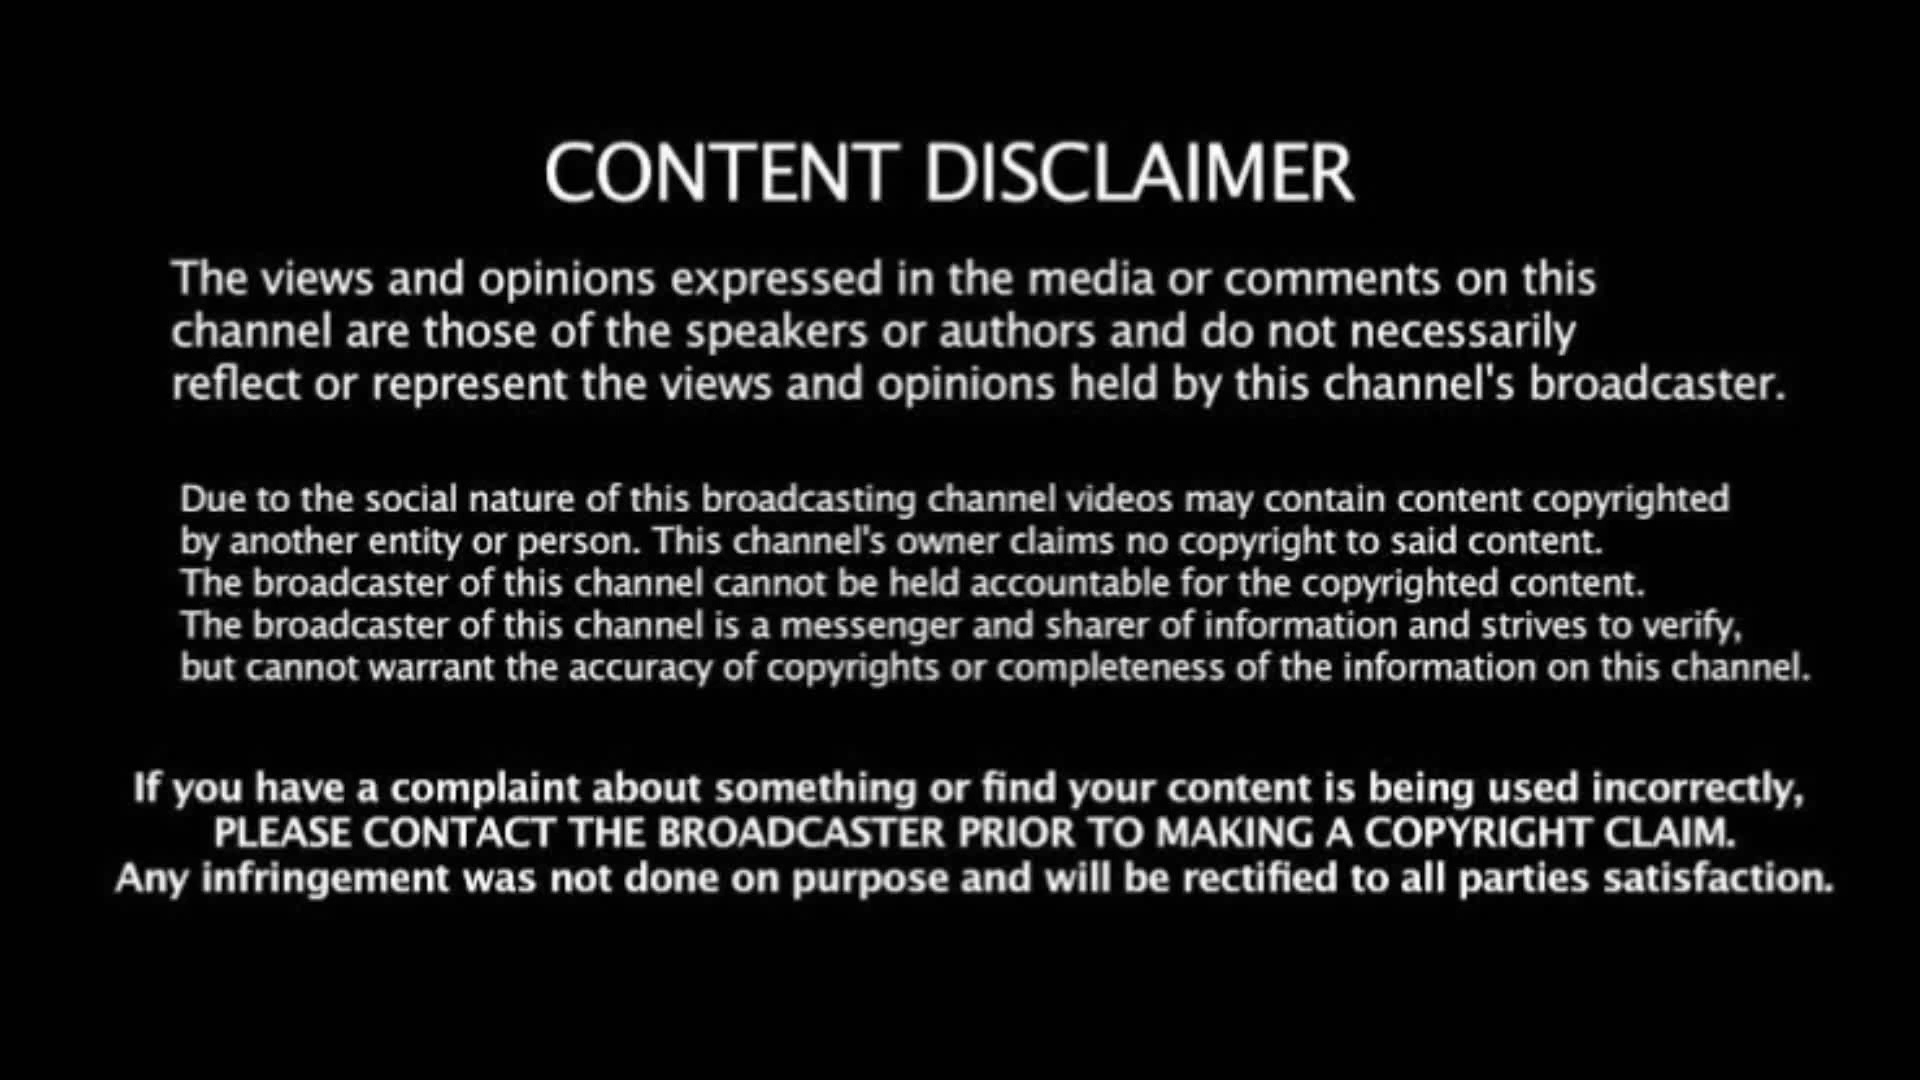 CONTENT DISCLAIMER
The views and opinions expressed in the media or comments on this
channel are those of the speakers or authors and do not necessarily
reflect or represent the views and opinions held by this channel's broadcaster.
Due to the social nature of this broadcasting channel videos may contain content copyrighted
by another entity or person. This channel's owner claims no copyright to said content.
The broadcaster of this channel cannot be held accountable for the copyrighted content.
The broadcaster of this channel is a messenger and sharer of information and strives to verify,
but cannot warrant the accuracy of copyrights or completeness of the information on this channel.
If you have a complaint about something or find your content is being used incorrectly,
PLEASE CONTACT THE BROADCASTER PRIOR TO MAKING A COPYRIGHT CLAIM.
Any infringement was not done on purpose and will be rectified to all parties satisfaction.